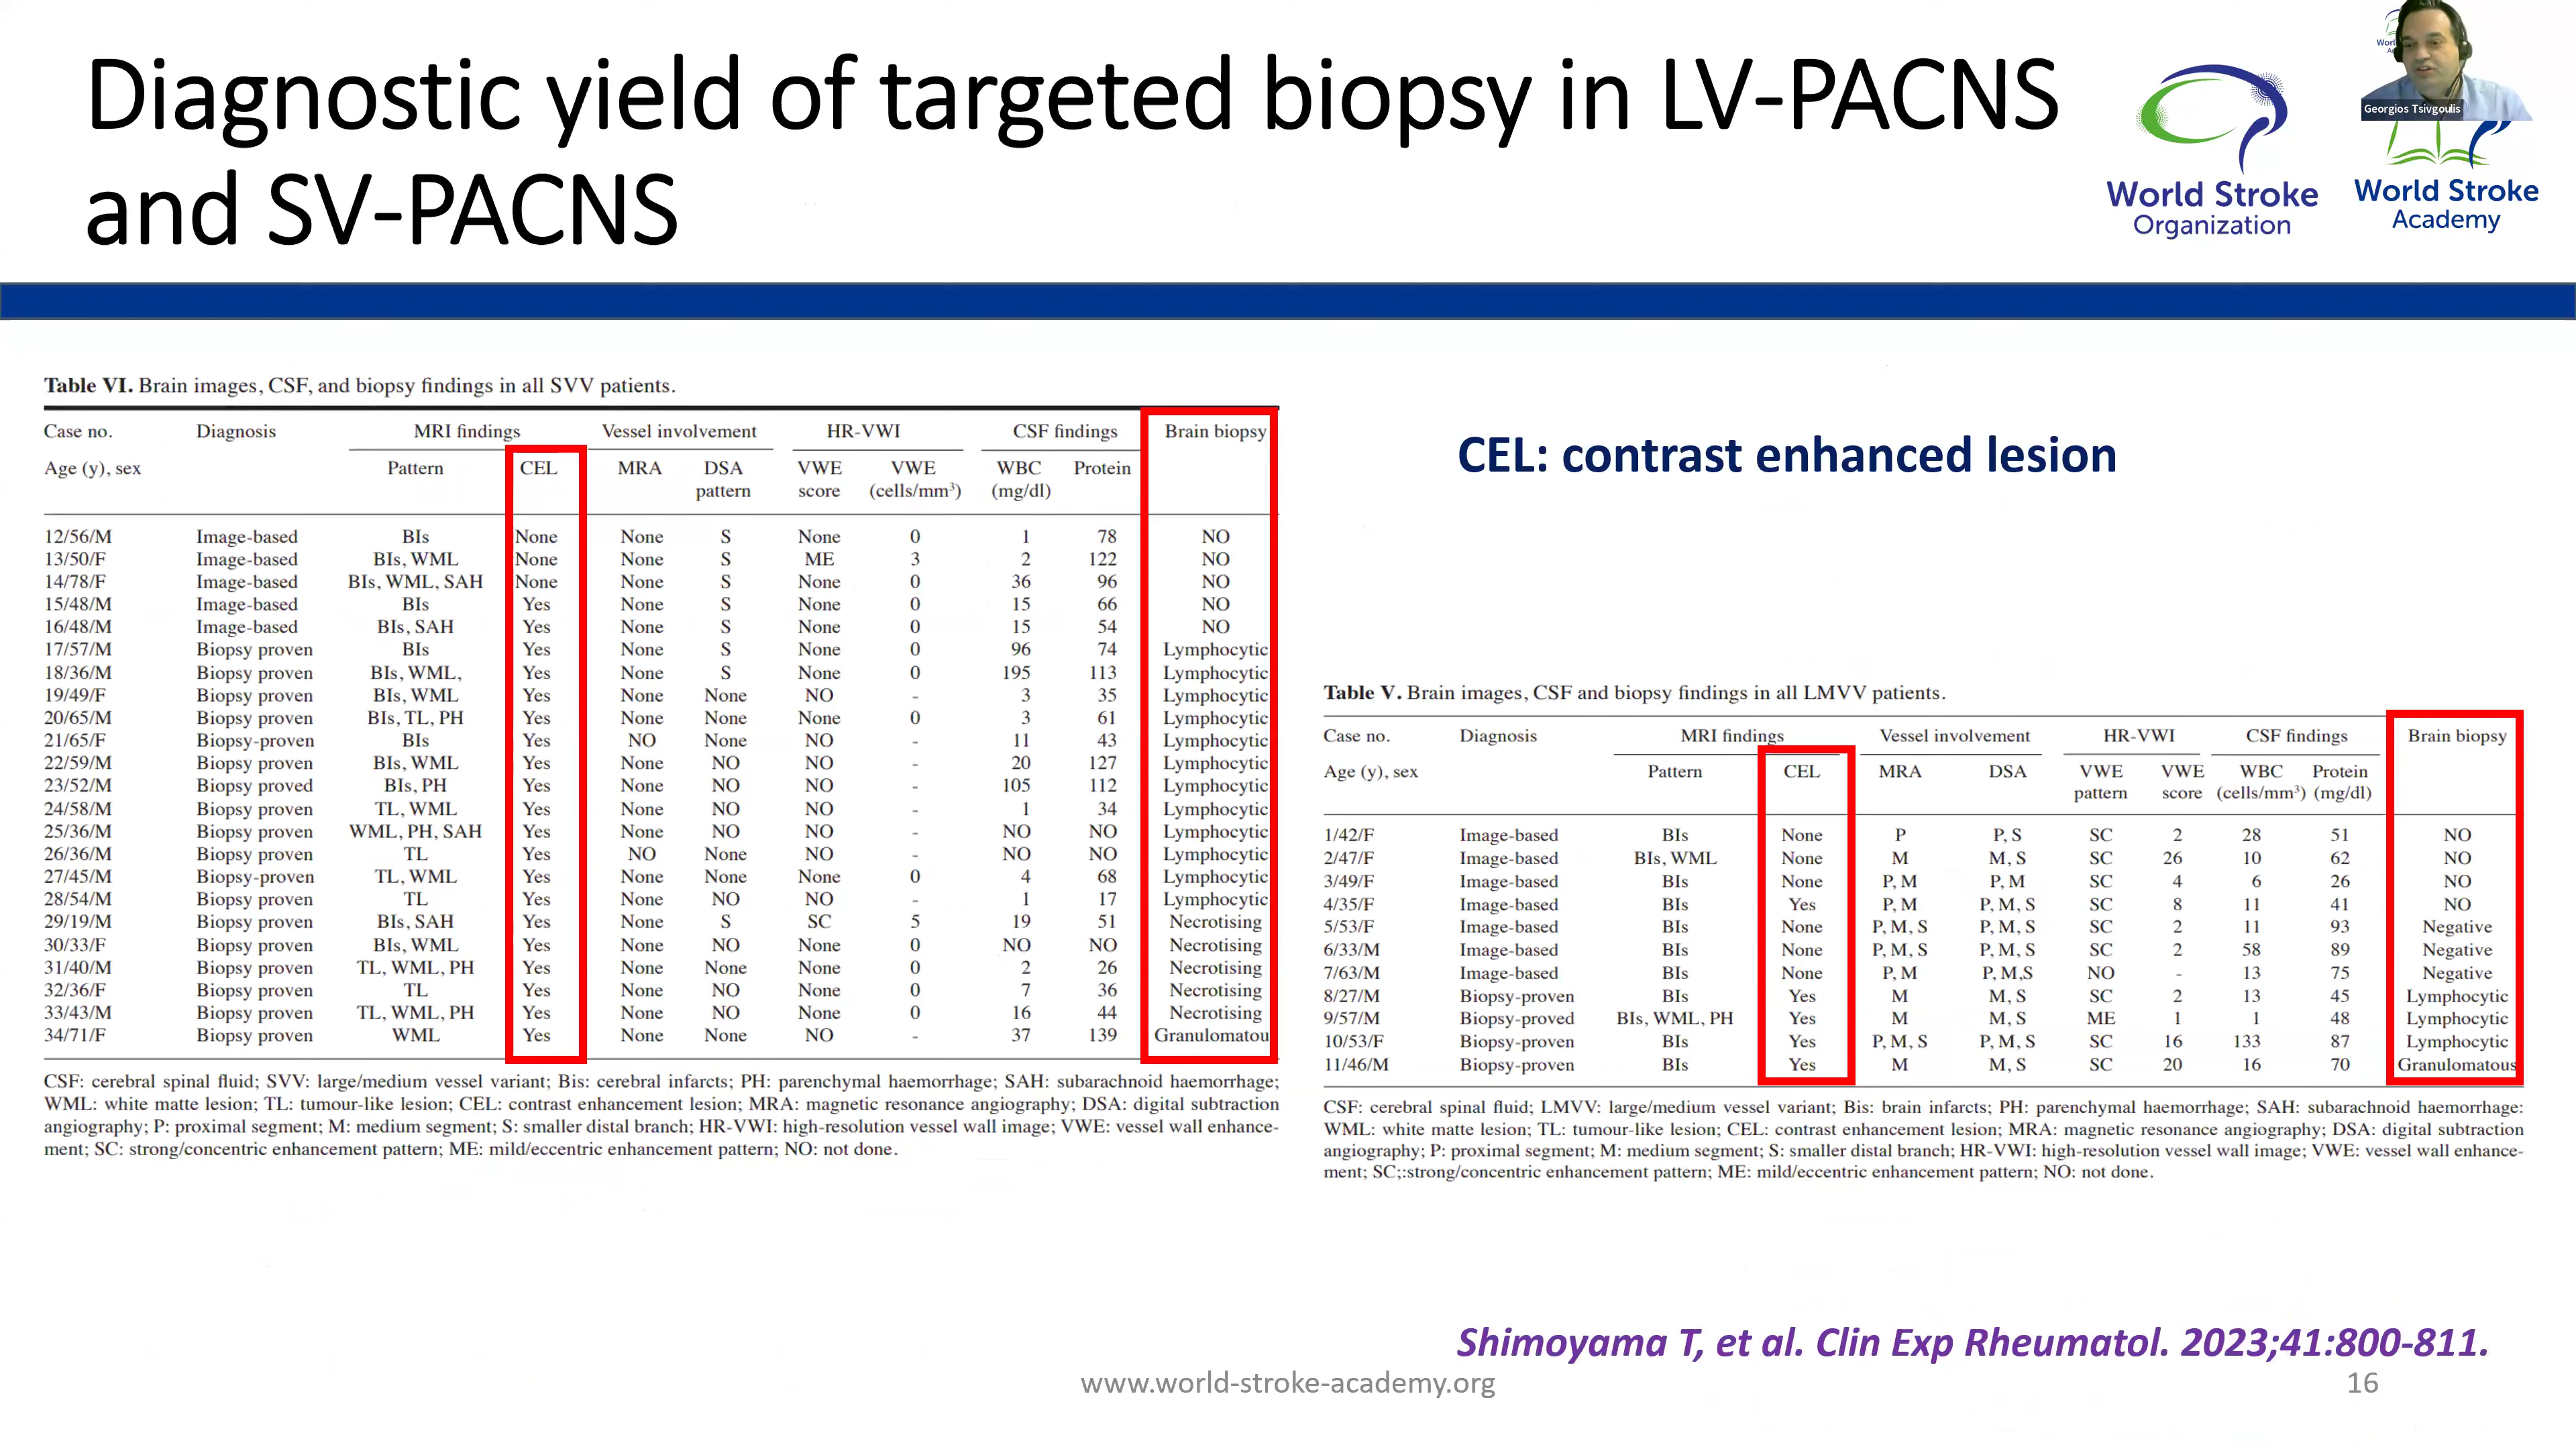 Diagnostic yield of targeted biopsy in LV-PACNS
and SV-PACNS
World Stroke
Organization
Georgios Tsivgoulis
World Stroke
Academy
Table VI. Brain images, CSF, and biopsy findings in all SVV patients.
Case no. Diagnosis MRI findings Vessel involvement HR-VWI CSF findings Brain biopsy
Age (y), sex Pattern CEL MRA DSA VWE VWE WBC Protein
pattern score (cells/mm³) (mg/dl)
12/56/M Image-based BIs None None S None 0 1 78 NO
13/50/F Image-based BIs, WML None None S ME 3 2 122 NO
14/78/F Image-based BIs, WML, SAH None None S None 0 36 96 NO
15/48/M Image-based BIs Yes None S None 0 15 66 NO
16/48/M Image-based BIs, SAH Yes None S None 0 15 54 NO
17/57/M Biopsy proven BIs Yes None S None 0 96 74 Lymphocytic
18/36/M Biopsy proven BIs, WML, Yes None S None 0 195 113 Lymphocytic
19/49/F Biopsy proven BIs, WML Yes None None NO - 3 35 Lymphocytic
20/65/M Biopsy proven BIs, TL, PH Yes None None None 0 3 61 Lymphocytic
21/65/F Biopsy-proven BIs Yes NO None NO - 11 43 Lymphocytic
22/59/M Biopsy proven BIs, WML Yes None NO NO - 20 127 Lymphocytic
23/52/M Biopsy proved BIs, PH Yes None NO NO - 105 112 Lymphocytic
24/58/M Biopsy proven TL, WML Yes None NO NO - 1 34 Lymphocytic
25/36/M Biopsy proven WML, PH, SAH Yes None NO NO - NO NO Lymphocytic
26/36/M Biopsy proven TL Yes NO None NO - NO NO Lymphocytic
27/45/M Biopsy-proven TL, WML Yes None None None 0 4 68 Lymphocytic
28/54/M Biopsy proven TL Yes None NO NO - 1 17 Lymphocytic
29/19/M Biopsy proven BIs, SAH Yes None S SC 5 19 51 Necrotising
30/33/F Biopsy proven BIs, WML Yes None NO None 0 NO NO Necrotising
31/40/M Biopsy proven TL, WML, PH Yes None None None 0 2 26 Necrotising
32/36/F Biopsy proven TL Yes None NO None 0 7 36 Necrotising
33/43/M Biopsy proven TL, WML, PH Yes None NO None 0 16 44 Necrotising
34/71/F Biopsy proven WML Yes None None NO - 37 139 Granulomatou
CSF: cerebral spinal fluid; SVV: large/medium vessel variant; Bis: cerebral infarcts; PH: parenchymal haemorrhage; SAH: subarachnoid haemorrhage;
WML: white matte lesion; TL: tumour-like lesion; CEL: contrast enhancement lesion; MRA: magnetic resonance angiography; DSA: digital subtraction
angiography; P: proximal segment; M: medium segment; S: smaller distal branch; HR-VWI: high-resolution vessel wall image; VWE: vessel wall enhance-
ment; SC: strong/concentric enhancement pattern; ME: mild/eccentric enhancement pattern; NO: not done.
CEL: contrast enhanced lesion
Table V. Brain images, CSF and biopsy findings in all LMVV patients.
Case no. Diagnosis MRI findings Vessel involvement HR-VWI CSF findings Brain biopsy
Age (y), sex Pattern CEL MRA DSA VWE VWE WBC Protein
pattern score (cells/mm³) (mg/dl)
1/42/F Image-based BIs None P P, S SC 2 28 51 NO
2/47/F Image-based BIs, WML None M M, S SC 26 10 62 NO
3/49/F Image-based BIs None P, M P, M SC 4 6 26 NO
4/35/F Image-based BIs Yes P, M P, M, S SC 8 11 41 NO
5/53/F Image-based BIs None P, M, S P, M, S SC 2 11 93 Negative
6/33/M Image-based BIs None P, M, S P, M, S SC 2 58 89 Negative
7/63/M Image-based BIs None P, M P, M,S NO - 13 75 Negative
8/27/M Biopsy-proven BIs Yes M M, S SC 2 13 45 Lymphocytic
9/57/M Biopsy-proved BIs, WML, PH Yes M M, S ME 1 1 48 Lymphocytic
10/53/F Biopsy-proven BIs Yes P, M, S P, M, S SC 16 133 87 Lymphocytic
11/46/M Biopsy-proven BIs Yes M M, S SC 20 16 70 Granulomatous
CSF: cerebral spinal fluid; LMVV: large/medium vessel variant; Bis: brain infarcts; PH: parenchymal haemorrhage; SAH: subarachnoid haemorrhage:
WML: white matte lesion; TL: tumour-like lesion; CEL: contrast enhancement lesion; MRA: magnetic resonance angiography; DSA: digital subtraction
angiography; P: proximal segment; M: medium segment; S: smaller distal branch; HR-VWI: high-resolution vessel wall image; VWE: vessel wall enhance-
ment; SC;:strong/concentric enhancement pattern; ME: mild/eccentric enhancement pattern; NO: not done.
Shimoyama T, et al. Clin Exp Rheumatol. 2023;41:800-811.
www.world-stroke-academy.org
16